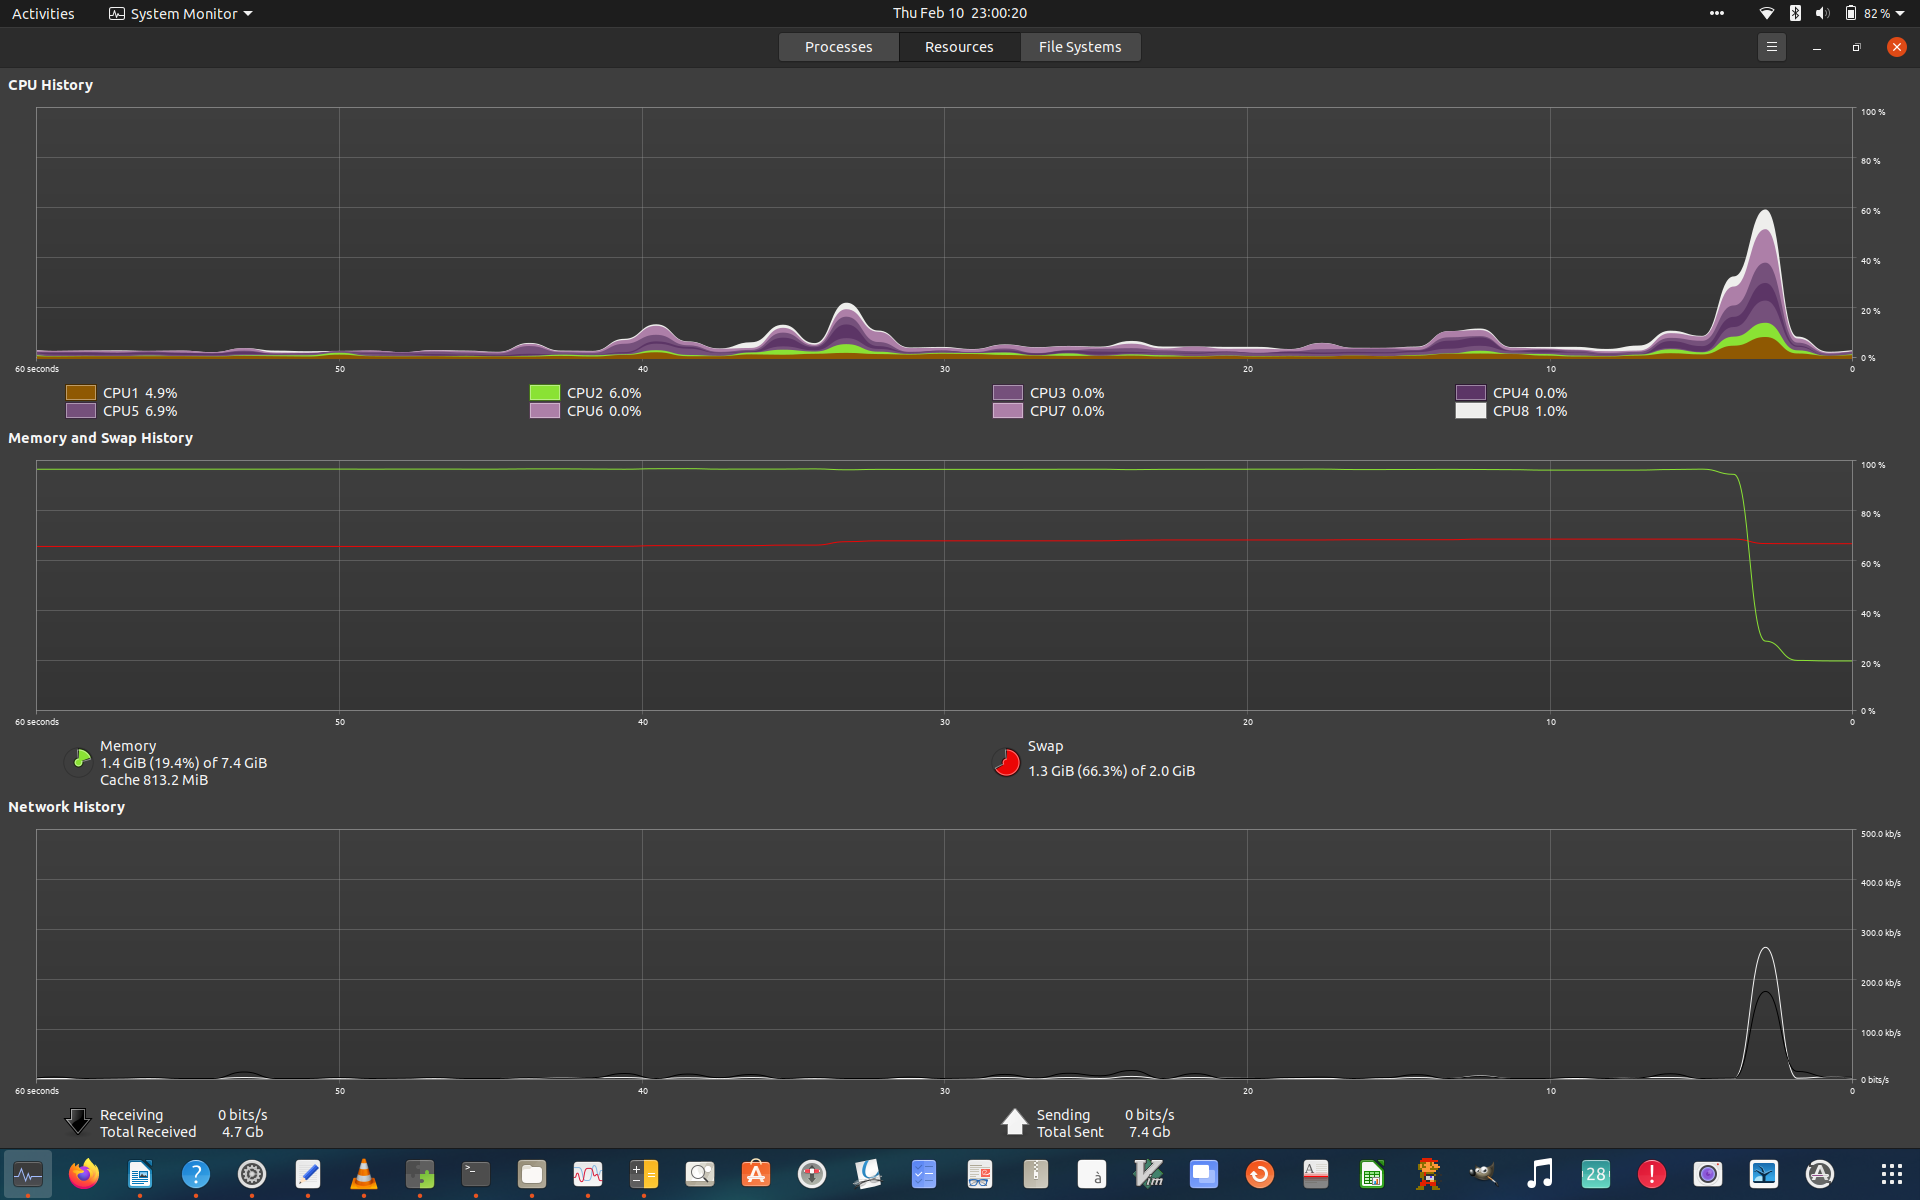 Activities System Monitor Thu Feb 10 23:00:20 82 %
Processes Resources File Systems
CPU History
100 %
80 %
60 %
40 %
20 %
0 %
60 seconds 50 40 30 20 10 0
CPU1 4.9% CPU2 6.0% CPU3 0.0% CPU4 0.0%
CPU5 6.9% CPU6 0.0% CPU7 0.0% CPU8 1.0%
Memory and Swap History
100 %
80 %
60 %
40 %
20 %
0 %
60 seconds 50 40 30 20 10 0
Memory
1.4 GiB (19.4%) of 7.4 GiB
Cache 813.2 MiB
Swap
1.3 GiB (66.3%) of 2.0 GiB
Network History
500.0 kb/s
400.0 kb/s
300.0 kb/s
200.0 kb/s
100.0 kb/s
0 bits/s
60 seconds 50 40 30 20 10 0
Receiving 0 bits/s
Total Received 4.7 Gb
Sending 0 bits/s
Total Sent 7.4 Gb
? >_ A à Vim A 28 !